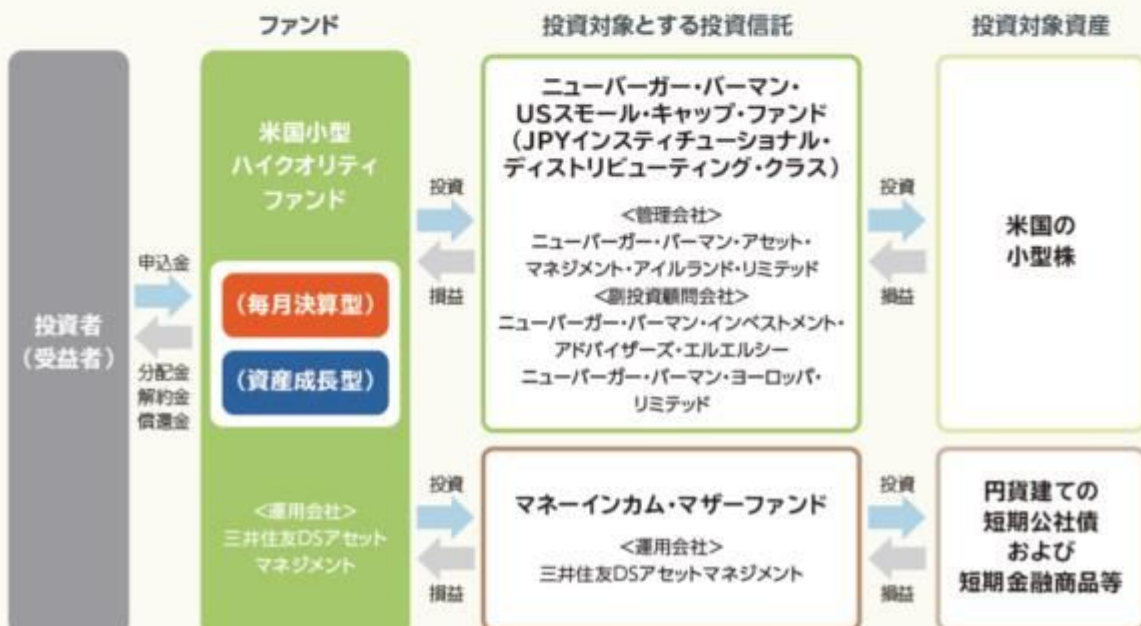 ファンド
投資対象とする投資信託
投資対象資産
投資者
（受益者）
申込金
分配金
解約金
償還金
米国小型
ハイクオリティ
ファンド
（毎月決算型）
（資産成長型）
＜運用会社＞
三井住友DSアセット
マネジメント
投資
損益
ニューバーガー・バーマン・
USスモール・キャップ・ファンド
（JPYインスティチューショナル・
ディストリビューティング・クラス）
＜管理会社＞
ニューバーガー・バーマン・アセット・
マネジメント・アイルランド・リミテッド
＜副投資顧問会社＞
ニューバーガー・バーマン・インベストメント・
アドバイザーズ・エルエルシー
ニューバーガー・バーマン・ヨーロッパ・
リミテッド
投資
損益
米国の
小型株
投資
損益
マネーインカム・マザーファンド
＜運用会社＞
三井住友DSアセットマネジメント
投資
損益
円貨建ての
短期公社債
および
短期金融商品等